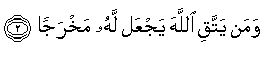 وَمَن يَتَّقِ ٱللَّهَ يَجْعَل لَّهُۥ مَخْرَجًا ۝٢